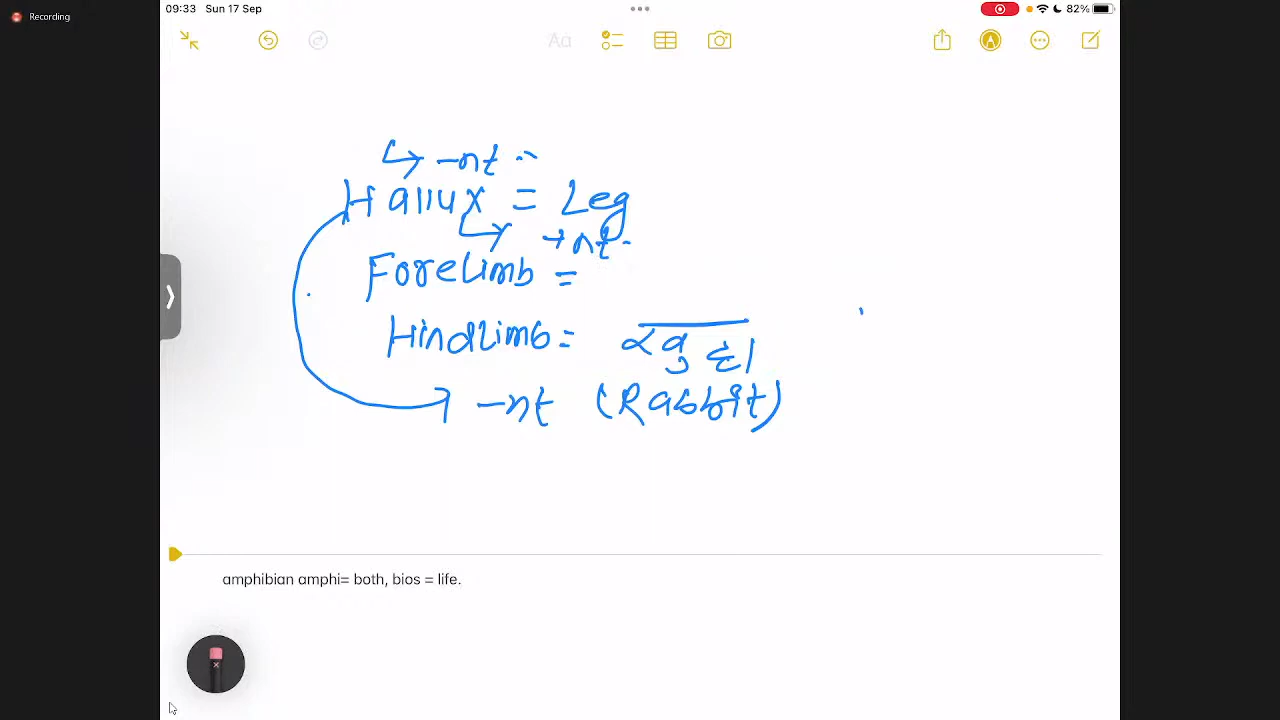 Recording
09:33 Sun 17 Sep
82%
Aa
-nt =
Hallux = Leg
+nt.
Forelimb =
Hindlimb =
-nt (Rabbit)
amphibian amphi= both, bios = life.